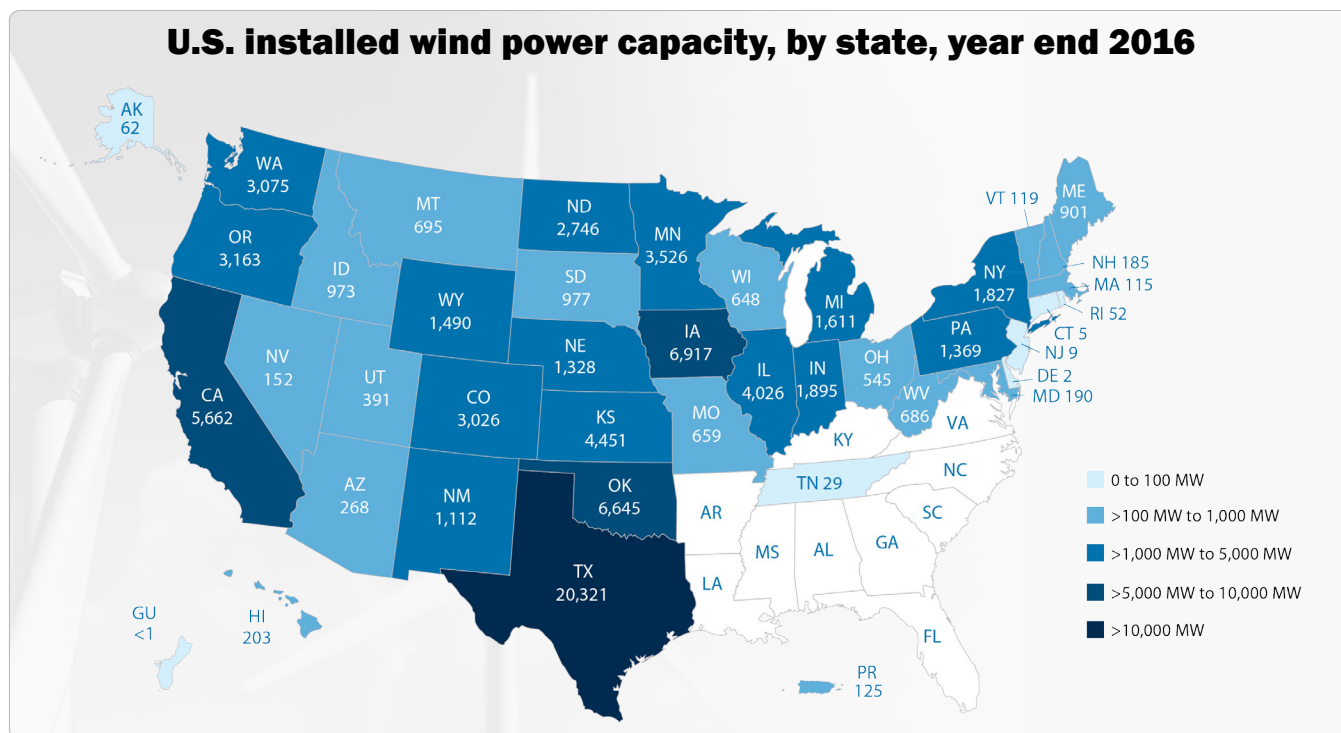 U.S. installed wind power capacity, by state, year end 2016
AK
62
WA
3,075
OR
3,163
CA
5,662
ID
973
NV
152
MT
695
WY
1,490
UT
391
AZ
268
CO
3,026
NM
1,112
ND
2,746
SD
977
NE
1,328
KS
4,451
OK
6,645
TX
20,321
MN
3,526
IA
6,917
MO
659
AR
LA
WI
648
IL
4,026
MI
1,611
IN
1,895
OH
545
KY
TN 29
MS
AL
GA
FL
SC
NC
VA
WV
686
PA
1,369
NY
1,827
VT 119
ME
901
NH 185
MA 115
RI 52
CT 5
NJ 9
DE 2
MD 190
GU
<1
HI
203
PR
125
0 to 100 MW
>100 MW to 1,000 MW
>1,000 MW to 5,000 MW
>5,000 MW to 10,000 MW
>10,000 MW